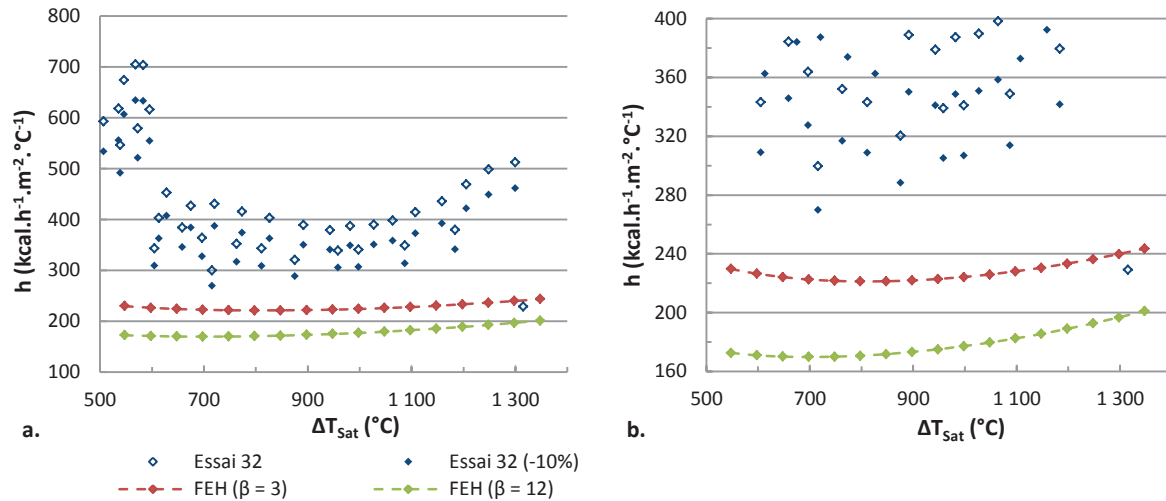 800
700
600
500
400
300
200
100
h (kcal.h⁻¹.m⁻².°C⁻¹)
500 700 900 1 100 1 300
ΔT_Sat (°C)
a.
400
360
320
280
240
200
160
h (kcal.h⁻¹.m⁻².°C⁻¹)
500 700 900 1 100 1 300
ΔT_Sat (°C)
b.
Essai 32 Essai 32 (-10%)
FEH (β = 3) FEH (β = 12)